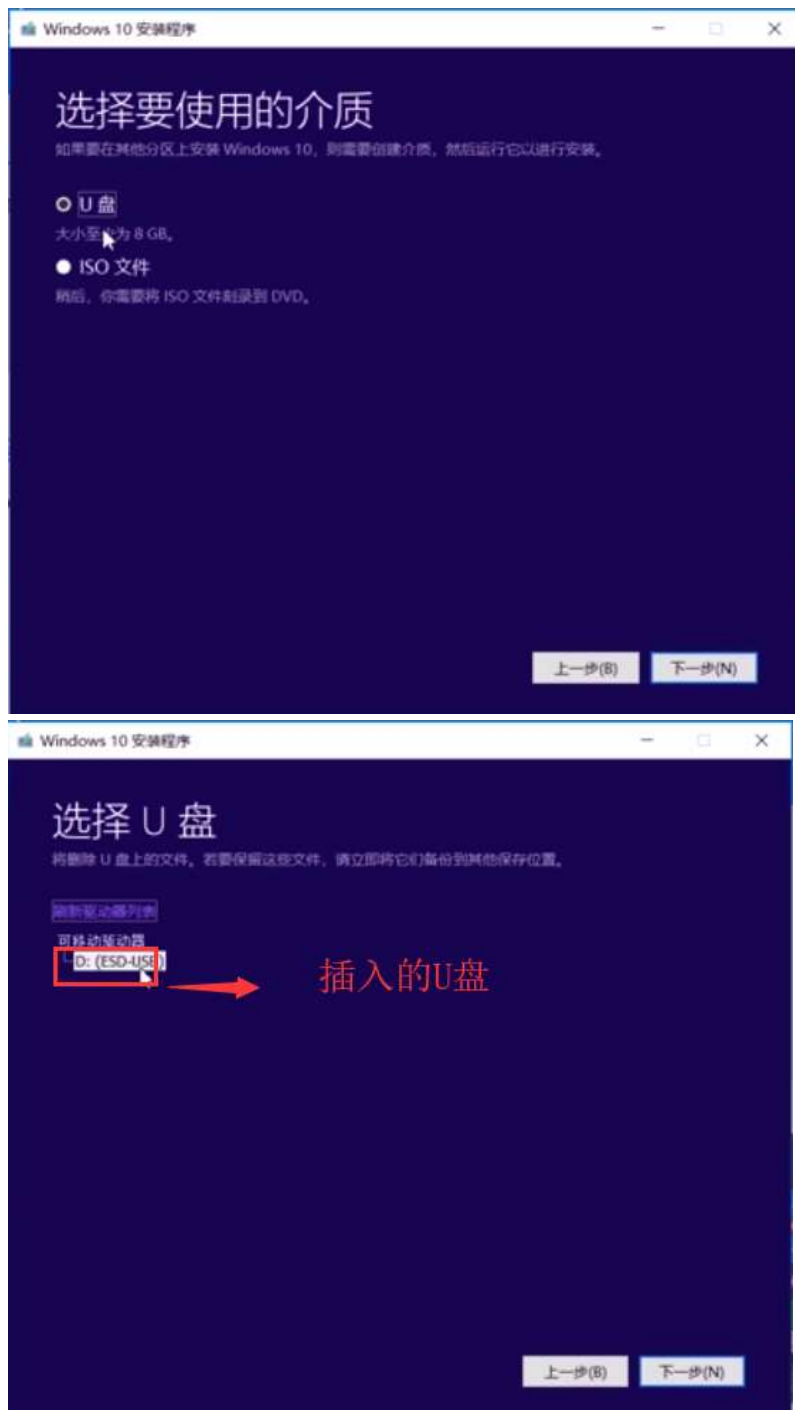 Windows 10 安装程序
选择要使用的介质
如果要在其他分区上安装 Windows 10，则需要创建介质，然后运行它以进行安装。
U 盘
大小至少为 8 GB。
ISO 文件
稍后，你需要将 ISO 文件刻录到 DVD。
上一步(B)
下一步(N)
Windows 10 安装程序
选择 U 盘
将删除 U 盘上的文件。若要保留这些文件，请立即将它们备份到其他保存位置。
刷新驱动器列表
可移动驱动器
D: (ESD-USB)
插入的U盘
上一步(B)
下一步(N)